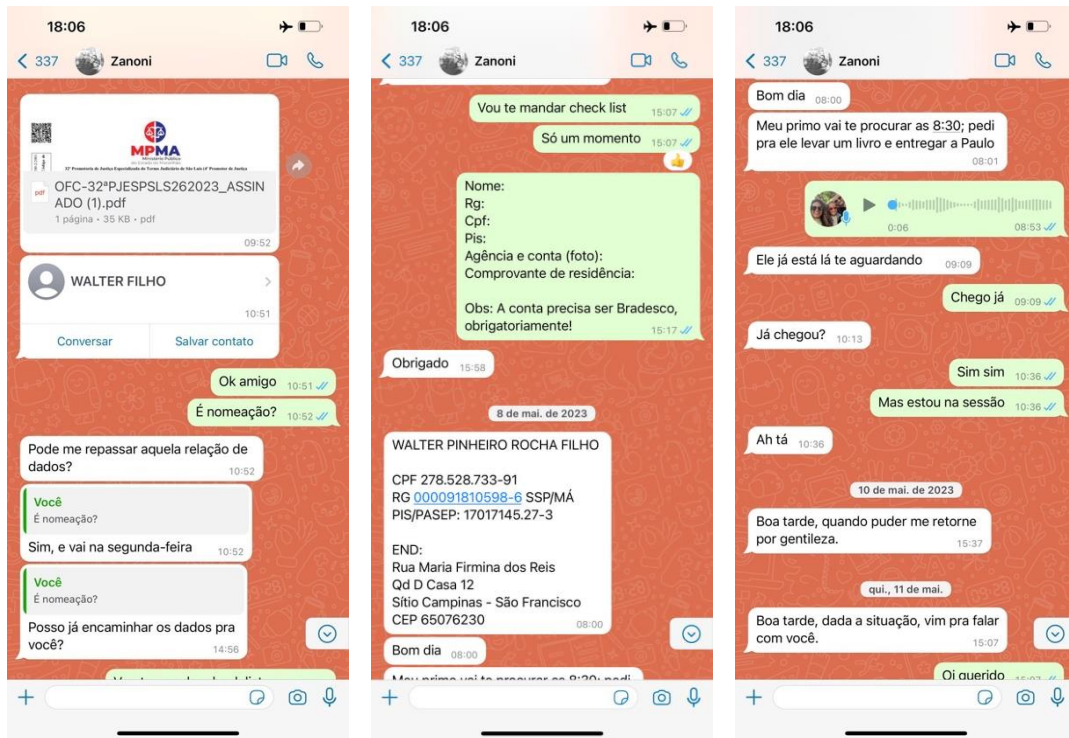 18:06
337
Zanoni
MPMA
OFC-32ªPJESPSLS262023_ASSIN
ADO (1).pdf
1 página • 35 KB • pdf
09:52
WALTER FILHO
10:51
Conversar
Salvar contato
Ok amigo 10:51
É nomeação? 10:52
Pode me repassar aquela relação de
dados? 10:52
Você
É nomeação?
Sim, e vai na segunda-feira 10:52
Você
É nomeação?
Posso já encaminhar os dados pra
você? 14:56
18:06
337
Zanoni
Vou te mandar check list 15:07
Só um momento 15:07
Nome:
Rg:
Cpf:
Pis:
Agência e conta (foto):
Comprovante de residência:
Obs: A conta precisa ser Bradesco,
obrigatoriamente! 15:17
Obrigado 15:58
8 de mai. de 2023
WALTER PINHEIRO ROCHA FILHO
CPF 278.528.733-91
RG 000091810598-6 SSP/MÁ
PIS/PASEP: 17017145.27-3
END:
Rua Maria Firmina dos Reis
Qd D Casa 12
Sítio Campinas - São Francisco
CEP 65076230 08:00
Bom dia 08:00
18:06
337
Zanoni
Bom dia 08:00
Meu primo vai te procurar as 8:30; pedi
pra ele levar um livro e entregar a Paulo
08:01
0:06 08:53
Ele já está lá te aguardando 09:09
Chego já 09:09
Já chegou? 10:13
Sim sim 10:36
Mas estou na sessão 10:36
Ah tá 10:36
10 de mai. de 2023
Boa tarde, quando puder me retorne
por gentileza. 15:37
qui., 11 de mai.
Boa tarde, dada a situação, vim pra falar
com você. 15:07
Oi querido